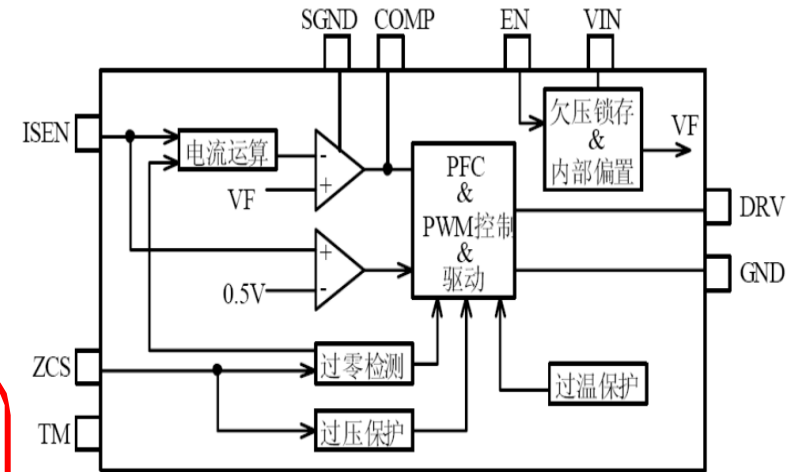 SGND COMP EN VIN
ISEN
电流运算
VF
0.5V
PFC
&
PWM控制
&
驱动
欠压锁存
&
内部偏置
VF
DRV
GND
ZCS
过零检测
过温保护
TM
过压保护